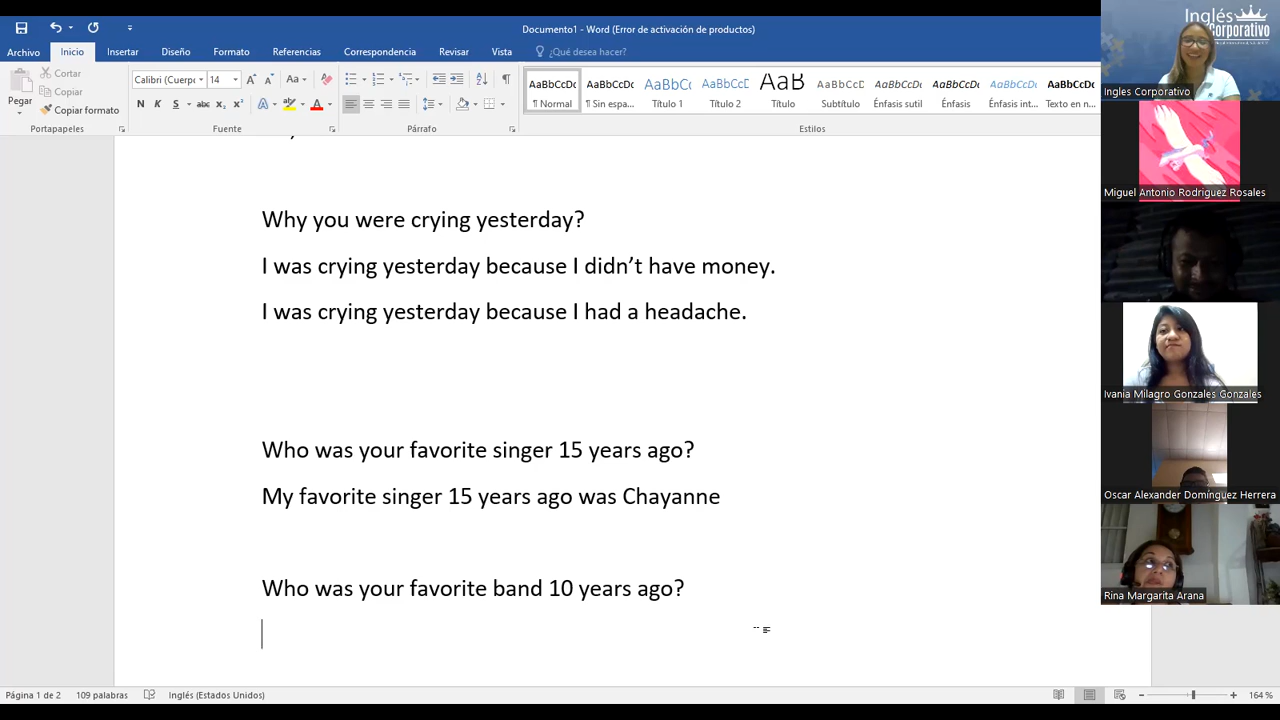 Documento1 - Word (Error de activación de productos)
Archivo Inicio Insertar Diseño Formato Referencias Correspondencia Revisar Vista ¿Qué desea hacer?
Pegar
Cortar
Copiar
Copiar formato
Portapapeles
Calibri (Cuerpo 14
Fuente
Párrafo
AaBbCcDc AaBbCcDc AaBbCc AaBbCcD AaB AaBbCcD AaBbCcDc AaBbCcDc AaBbCcDc AaBbCcDc
¶ Normal ¶ Sin espa... Título 1 Título 2 Título Subtítulo Énfasis sutil Énfasis Énfasis int... Texto en n...
Estilos
Why you were crying yesterday?
I was crying yesterday because I didn’t have money.
I was crying yesterday because I had a headache.
Who was your favorite singer 15 years ago?
My favorite singer 15 years ago was Chayanne
Who was your favorite band 10 years ago?
Página 1 de 2 109 palabras Inglés (Estados Unidos) 164 %
Inglés
Corporativo
Ingles Corporativo
Miguel Antonio Rodriguez Rosales
Ivania Milagro Gonzales Gonzales
Oscar Alexander Domínguez Herrera
Rina Margarita Arana